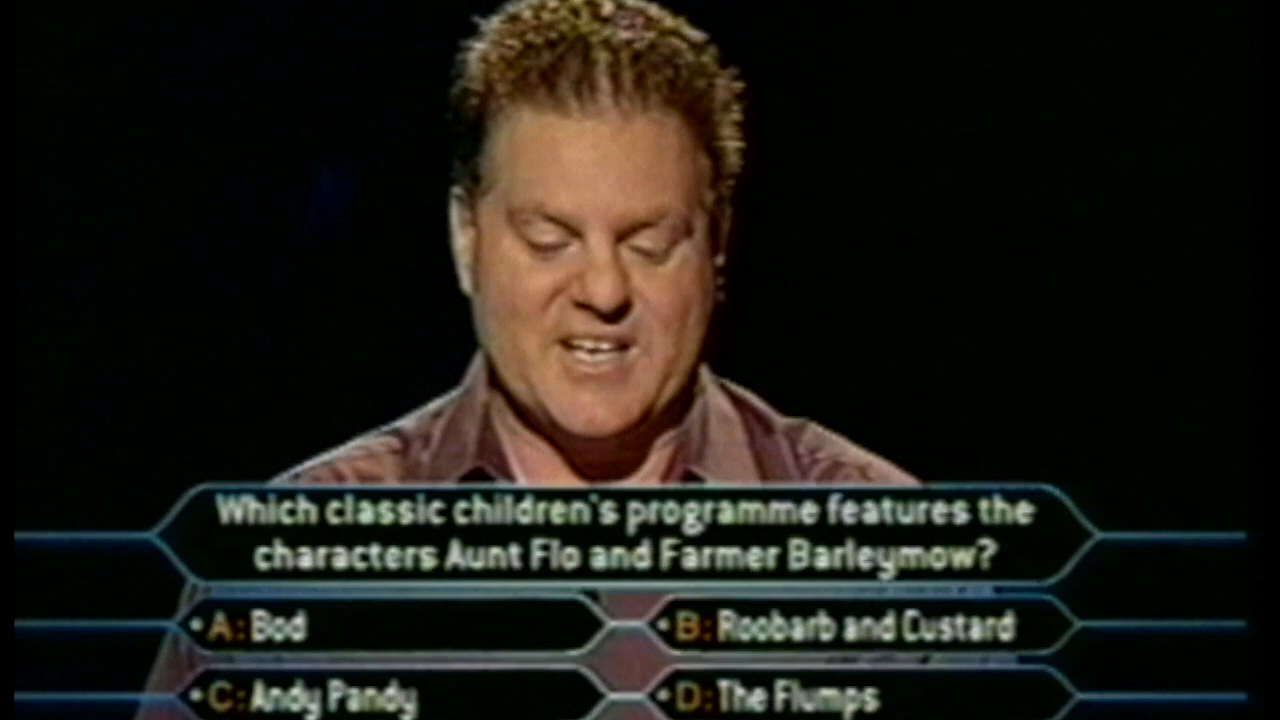 Which classic children's programme features the
characters Aunt Flo and Farmer Barleymow?
A: Bod
B: Roobarb and Custard
C: Andy Pandy
D: The Flumps